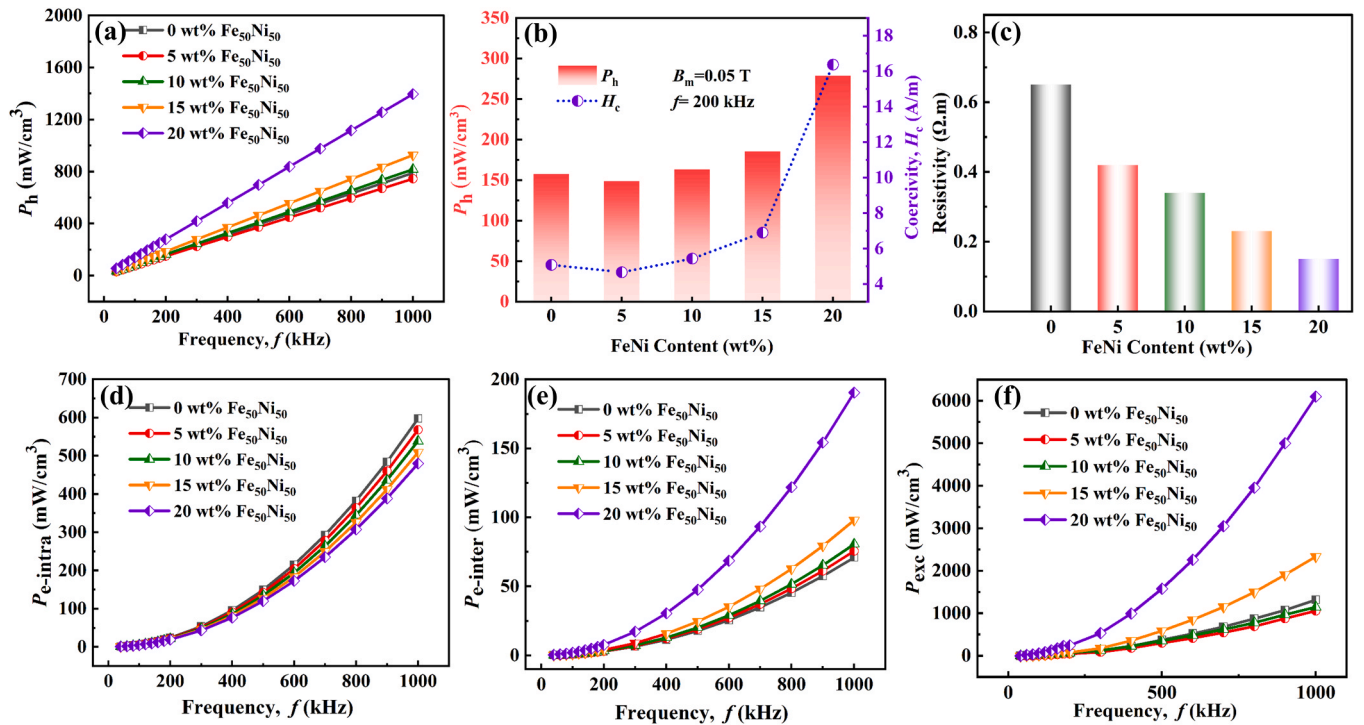 (a)
2000
1600
1200
800
400
0
P_h (mW/cm³)
0 wt% Fe₅₀Ni₅₀
5 wt% Fe₅₀Ni₅₀
10 wt% Fe₅₀Ni₅₀
15 wt% Fe₅₀Ni₅₀
20 wt% Fe₅₀Ni₅₀
0 200 400 600 800 1000
Frequency, f (kHz)
(b)
350
300
250
200
150
100
50
0
P_h (mW/cm³)
P_h
H_c
B_m=0.05 T
f= 200 kHz
18
16
14
12
10
8
6
4
Coercivity, H_c (A/m)
0 5 10 15 20
FeNi Content (wt%)
(c)
0.8
0.6
0.4
0.2
0.0
Resistivity (Ω.m)
0 5 10 15 20
FeNi Content (wt%)
(d)
700
600
500
400
300
200
100
0
P_e-intra (mW/cm³)
0 wt% Fe₅₀Ni₅₀
5 wt% Fe₅₀Ni₅₀
10 wt% Fe₅₀Ni₅₀
15 wt% Fe₅₀Ni₅₀
20 wt% Fe₅₀Ni₅₀
0 200 400 600 800 1000
Frequency, f (kHz)
(e)
200
150
100
50
0
P_e-inter (mW/cm³)
0 wt% Fe₅₀Ni₅₀
5 wt% Fe₅₀Ni₅₀
10 wt% Fe₅₀Ni₅₀
15 wt% Fe₅₀Ni₅₀
20 wt% Fe₅₀Ni₅₀
0 200 400 600 800 1000
Frequency, f (kHz)
(f)
6000
5000
4000
3000
2000
1000
0
P_exc (mW/cm³)
0 wt% Fe₅₀Ni₅₀
5 wt% Fe₅₀Ni₅₀
10 wt% Fe₅₀Ni₅₀
15 wt% Fe₅₀Ni₅₀
20 wt% Fe₅₀Ni₅₀
0 500 1000
Frequency, f (kHz)